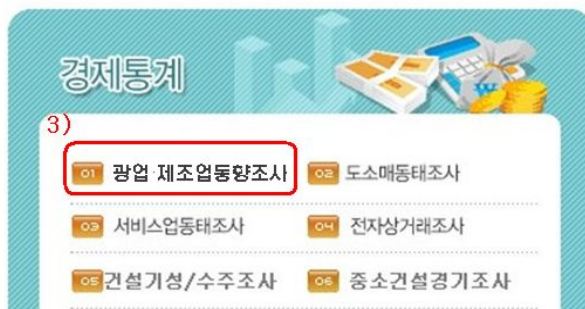 경제통계
3)
01 광업·제조업동향조사 02 도소매동태조사
03 서비스업동태조사 04 전자상거래조사
05 건설기성/수주조사 06 중소건설경기조사